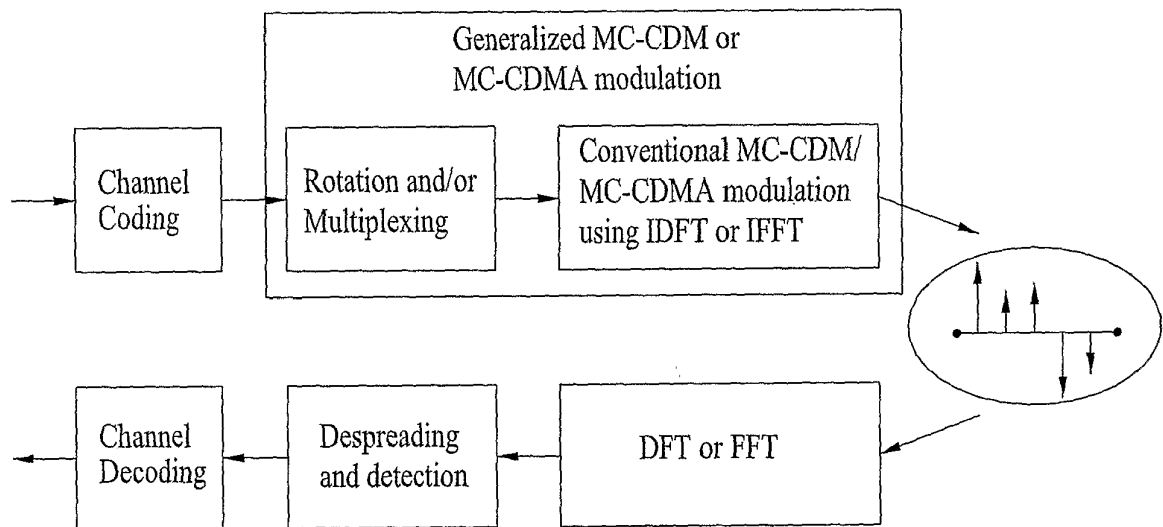 Generalized MC-CDM or
MC-CDMA modulation
Channel
Coding
Rotation and/or
Multiplexing
Conventional MC-CDM/
MC-CDMA modulation
using IDFT or IFFT
Channel
Decoding
Despreading
and detection
DFT or FFT